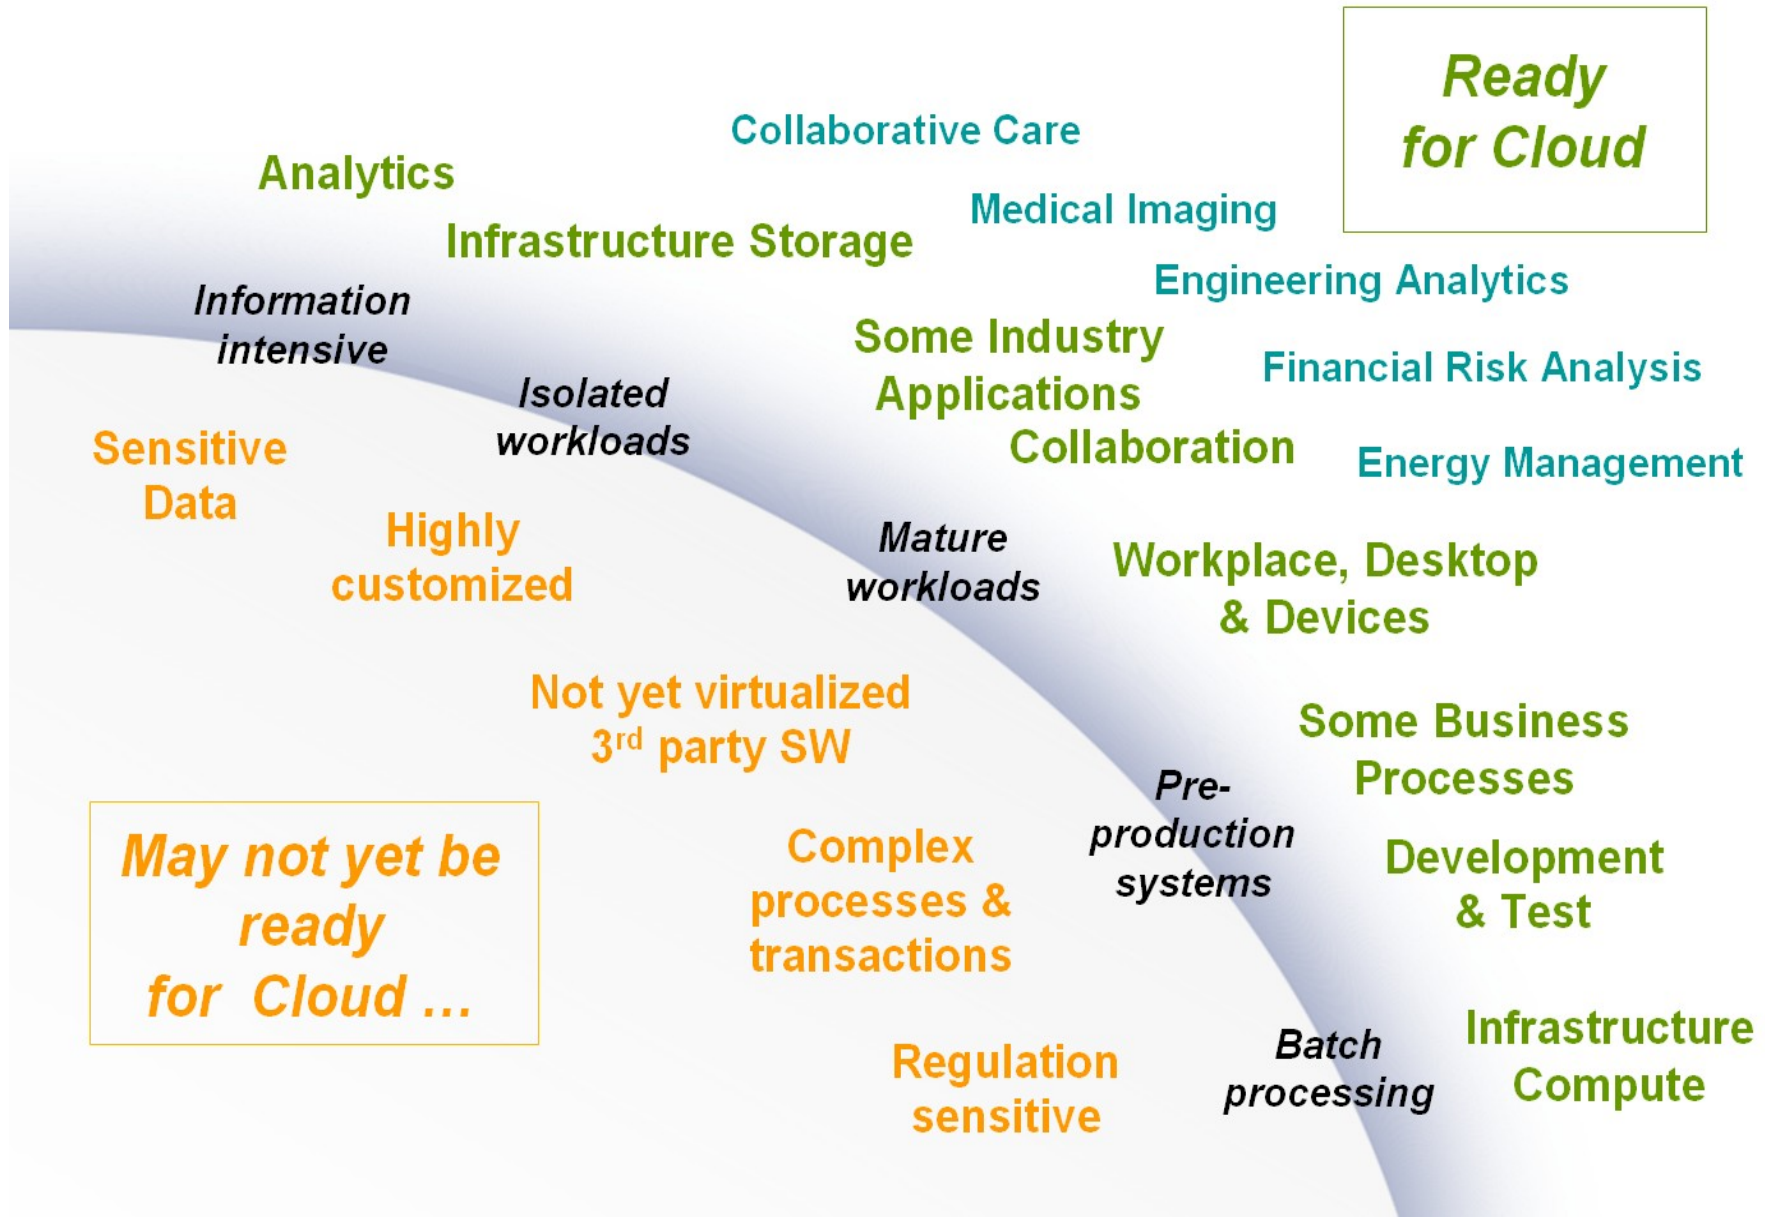 Ready
for Cloud
Collaborative Care
Analytics
Medical Imaging
Infrastructure Storage
Engineering Analytics
Information
intensive
Some Industry
Applications
Financial Risk Analysis
Isolated
workloads
Collaboration
Energy Management
Sensitive
Data
Highly
customized
Mature
workloads
Workplace, Desktop
& Devices
Not yet virtualized
3rd party SW
Some Business
Processes
Pre-
production
systems
May not yet be
ready
for Cloud ...
Complex
processes &
transactions
Development
& Test
Regulation
sensitive
Batch
processing
Infrastructure
Compute